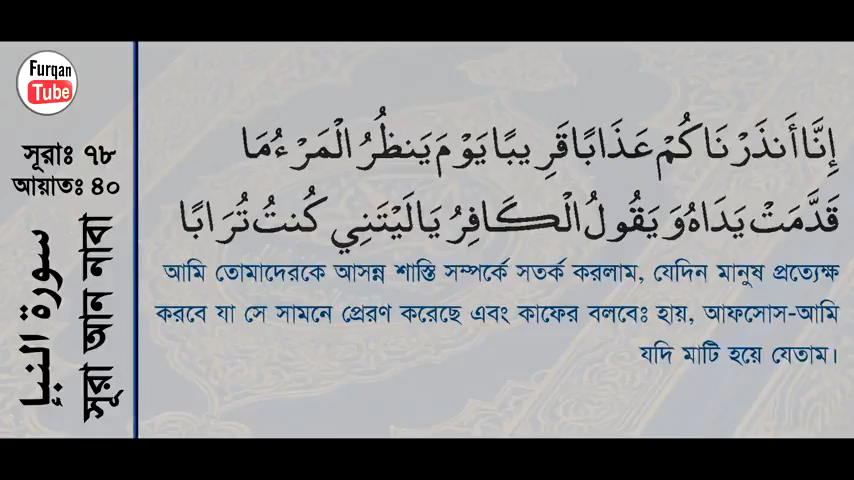 Furqan
Tube
সূরাঃ ৭৮
আয়াতঃ ৪০
سورة النبإ
সূরা আন নাবা
إِنَّا أَنذَرْنَاكُمْ عَذَابًا قَرِيبًا يَوْمَ يَنظُرُ الْمَرْءُ مَا
قَدَّمَتْ يَدَاهُ وَيَقُولُ الْكَافِرُ يَا لَيْتَنِي كُنتُ تُرَابًا
আমি তোমাদেরকে আসন্ন শাস্তি সম্পর্কে সতর্ক করলাম, যেদিন মানুষ প্রত্যেক্ষ
করবে যা সে সামনে প্রেরণ করেছে এবং কাফের বলবেঃ হায়, আফসোস-আমি
যদি মাটি হয়ে যেতাম।